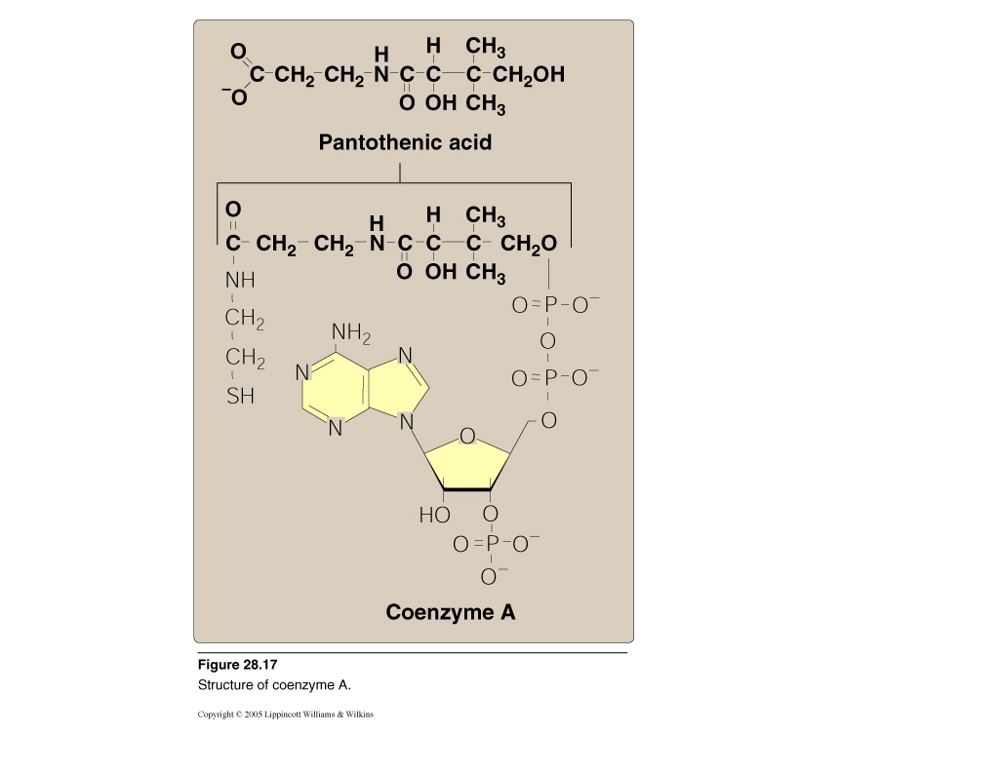 H H CH3
O
C CH2 CH2 N C C C CH2OH
−O
O OH CH3
Pantothenic acid
O
H H CH3
C CH2 CH2 N C C C CH2O
O OH CH3
NH
O=P-O−
CH2
NH2
O
CH2
N
N
O=P-O−
SH
N
N
O
O
HO
O
O=P-O−
O−
Coenzyme A
Figure 28.17
Structure of coenzyme A.
Copyright © 2005 Lippincott Williams & Wilkins